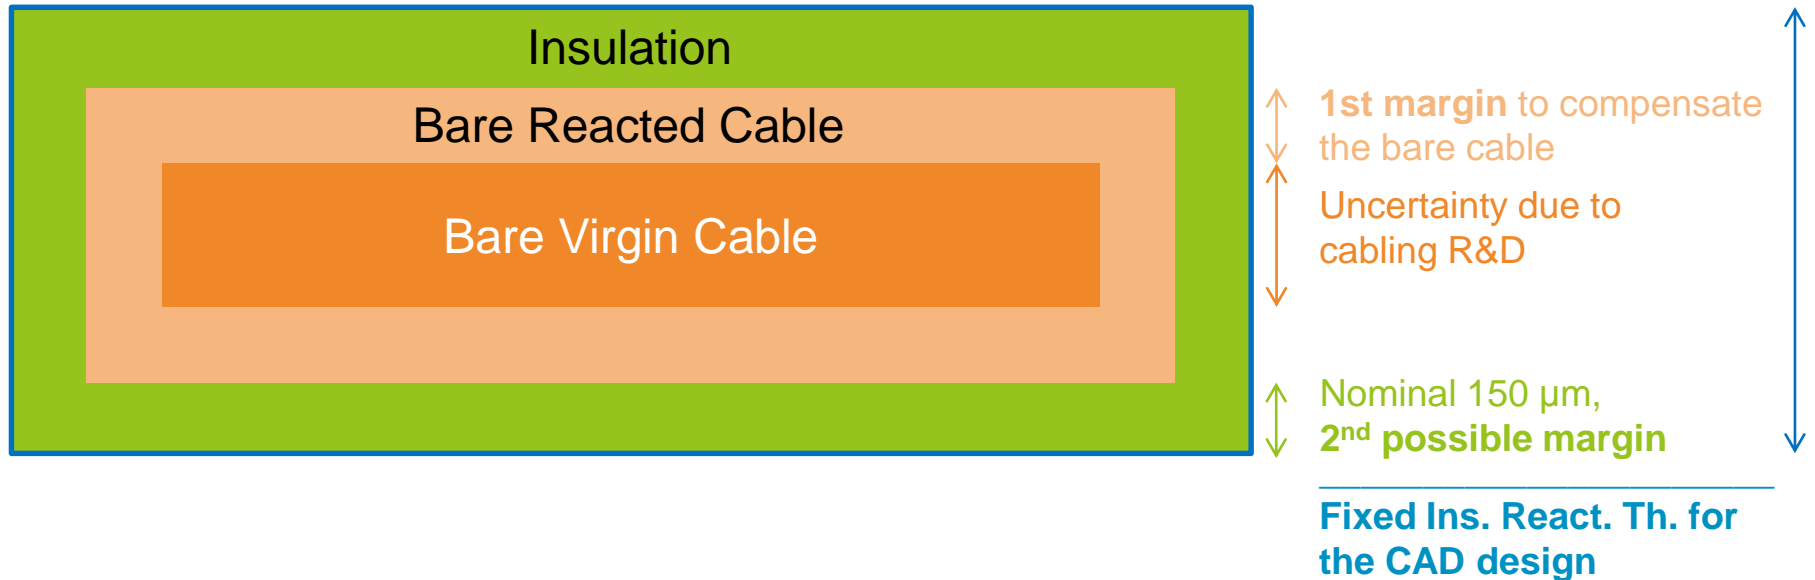 Insulation
Bare Reacted Cable
Bare Virgin Cable
1st margin to compensate
the bare cable
Uncertainty due to
cabling R&D
Nominal 150 µm,
2nd possible margin
Fixed Ins. React. Th. for
the CAD design